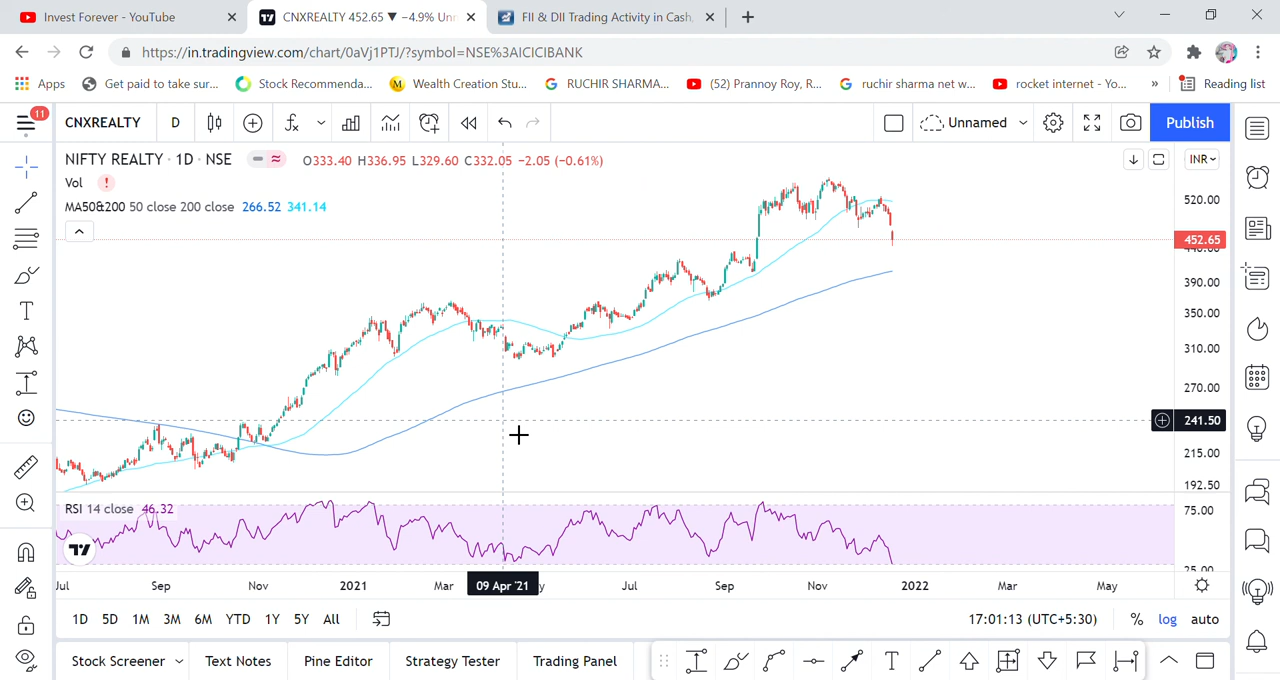 Invest Forever - YouTube
CNXREALTY 452.65 ▼ −4.9% Unn
FII & DII Trading Activity in Cash,
https://in.tradingview.com/chart/0aVj1PTJ/?symbol=NSE%3AICICIBANK
Apps Get paid to take sur... Stock Recommenda... M Wealth Creation Stu... RUCHIR SHARMA... (52) Prannoy Roy, R... ruchir sharma net w... rocket internet - Yo... » Reading list
11 CNXREALTY D Unnamed Publish
NIFTY REALTY · 1D · NSE O333.40 H336.95 L329.60 C332.05 −2.05 (−0.61%) INR
Vol !
MA50&200 50 close 200 close 266.52 341.14
520.00
452.65
390.00
350.00
310.00
270.00
241.50
215.00
192.50
RSI 14 close 46.32
75.00
25.00
Jul Sep Nov 2021 Mar 09 Apr '21 Jul Sep Nov 2022 Mar May
1D 5D 1M 3M 6M YTD 1Y 5Y All 17:01:13 (UTC+5:30) % log auto
Stock Screener Text Notes Pine Editor Strategy Tester Trading Panel